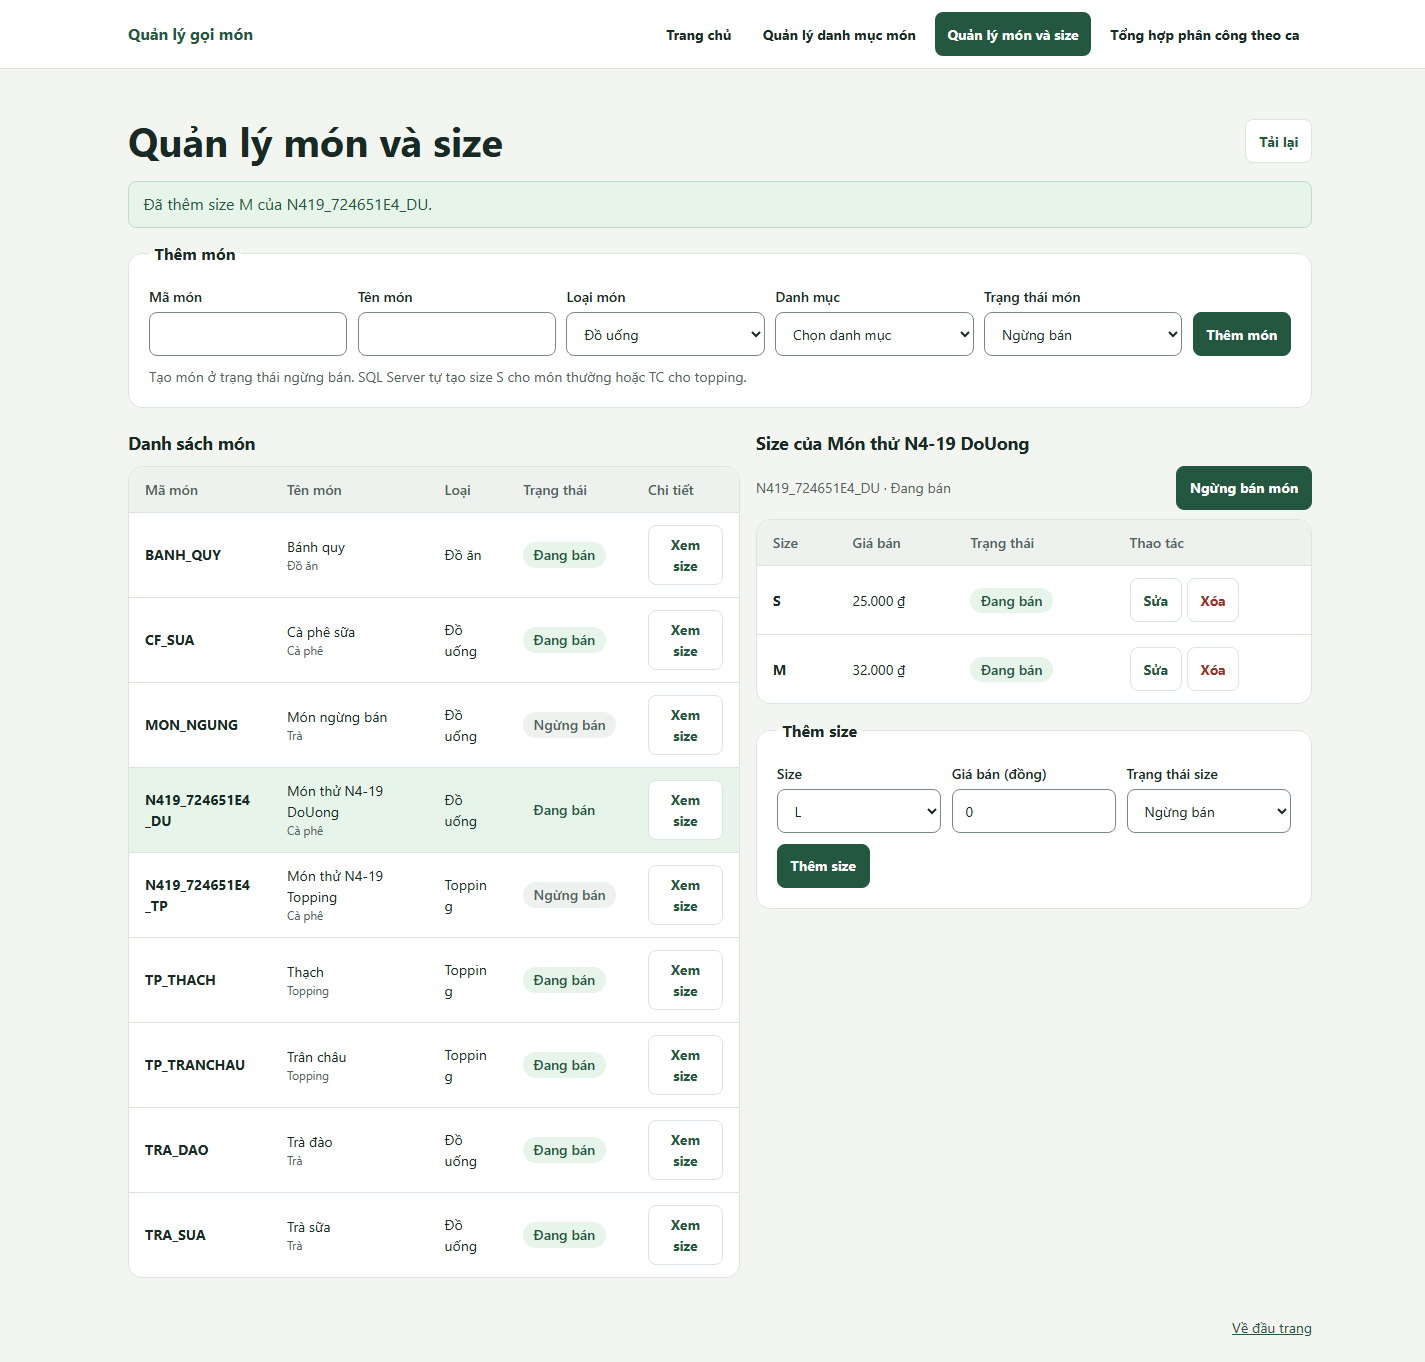 Quản lý gọi món
Trang chủ
Quản lý danh mục món
Quản lý món và size
Tổng hợp phân công theo ca
Quản lý món và size
Tải lại
Đã thêm size M của N419_724651E4_DU.
Thêm món
Mã món
Tên món
Loại món
Danh mục
Trạng thái món
Đồ uống
Chọn danh mục
Ngừng bán
Thêm món
Tạo món ở trạng thái ngừng bán. SQL Server tự tạo size S cho món thường hoặc TC cho topping.
Danh sách món
Mã món
Tên món
Loại
Trạng thái
Chi tiết
BANH_QUY
Bánh quy
Đồ ăn
Đồ ăn
Đang bán
Xem
size
CF_SUA
Cà phê sữa
Cà phê
Đồ
uống
Đang bán
Xem
size
MON_NGUNG
Món ngừng bán
Trà
Đồ
uống
Ngừng bán
Xem
size
N419_724651E4
_DU
Món thử N4-19
DoUong
Cà phê
Đồ
uống
Đang bán
Xem
size
N419_724651E4
_TP
Món thử N4-19
Topping
Cà phê
Toppin
g
Ngừng bán
Xem
size
TP_THACH
Thạch
Topping
Toppin
g
Đang bán
Xem
size
TP_TRANCHAU
Trân châu
Topping
Toppin
g
Đang bán
Xem
size
TRA_DAO
Trà đào
Trà
Đồ
uống
Đang bán
Xem
size
TRA_SUA
Trà sữa
Trà
Đồ
uống
Đang bán
Xem
size
Size của Món thử N4-19 DoUong
N419_724651E4_DU · Đang bán
Ngừng bán món
Size
Giá bán
Trạng thái
Thao tác
S
25.000 ₫
Đang bán
Sửa
Xóa
M
32.000 ₫
Đang bán
Sửa
Xóa
Thêm size
Size
Giá bán (đồng)
Trạng thái size
L
0
Ngừng bán
Thêm size
Về đầu trang